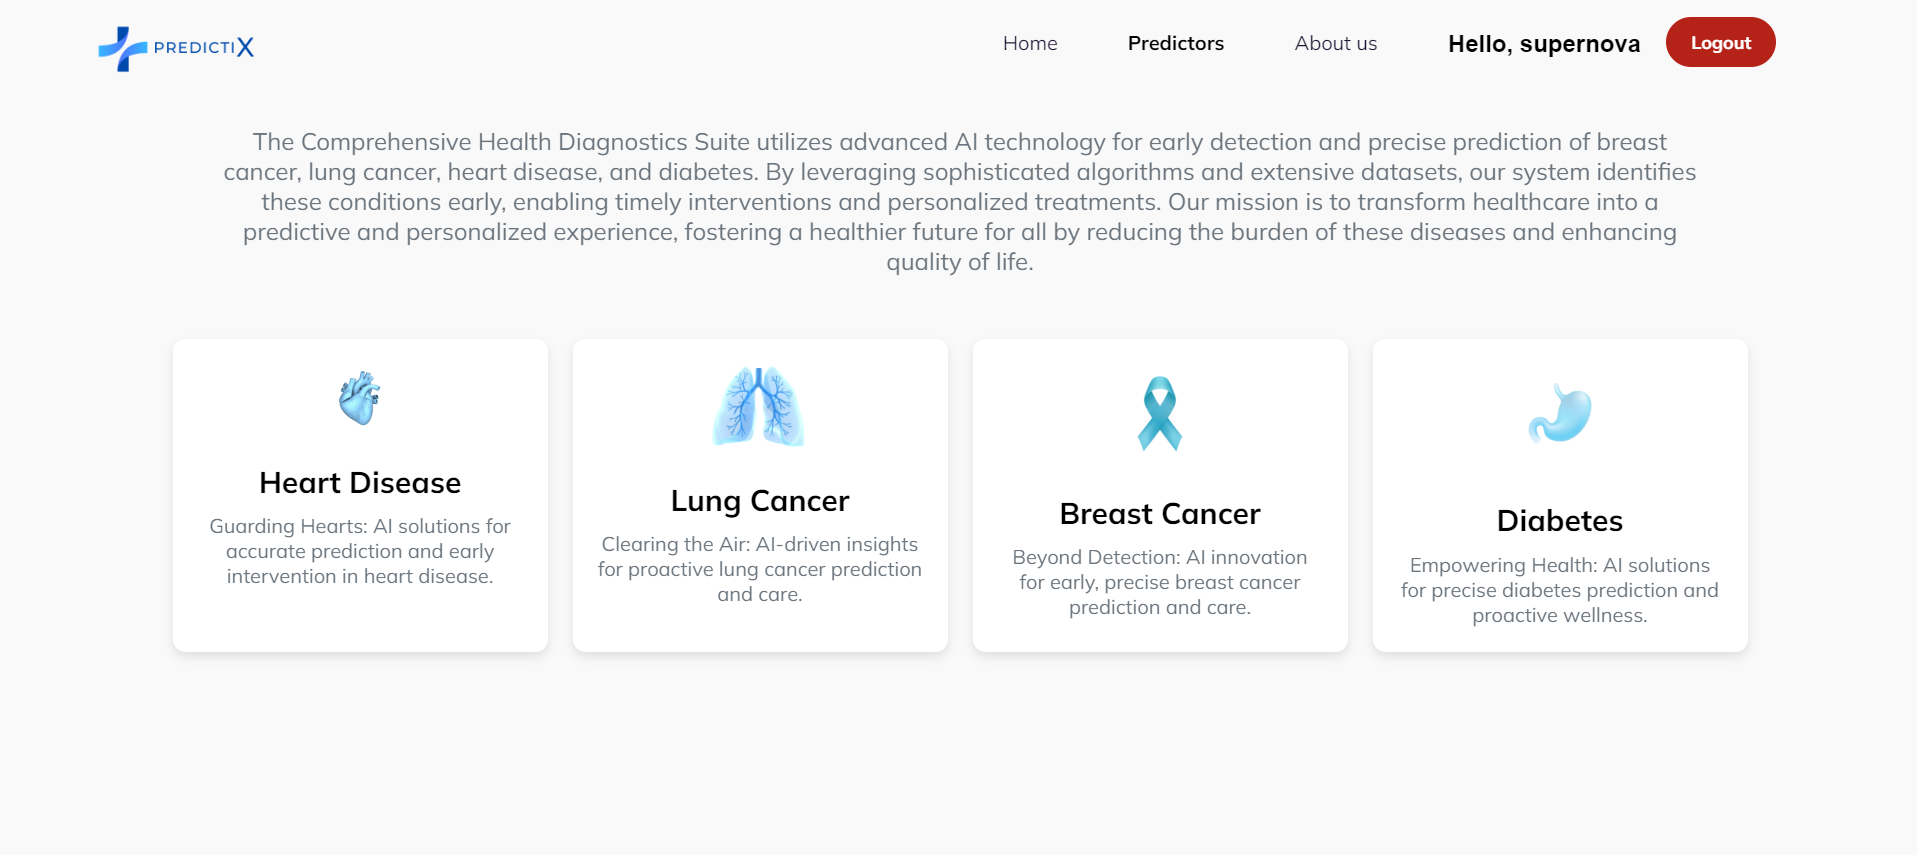 PREDICTIX
Home
Predictors
About us
Hello, supernova
Logout
The Comprehensive Health Diagnostics Suite utilizes advanced AI technology for early detection and precise prediction of breast
cancer, lung cancer, heart disease, and diabetes. By leveraging sophisticated algorithms and extensive datasets, our system identifies
these conditions early, enabling timely interventions and personalized treatments. Our mission is to transform healthcare into a
predictive and personalized experience, fostering a healthier future for all by reducing the burden of these diseases and enhancing
quality of life.
Heart Disease
Guarding Hearts: AI solutions for
accurate prediction and early
intervention in heart disease.
Lung Cancer
Clearing the Air: AI-driven insights
for proactive lung cancer prediction
and care.
Breast Cancer
Beyond Detection: AI innovation
for early, precise breast cancer
prediction and care.
Diabetes
Empowering Health: AI solutions
for precise diabetes prediction and
proactive wellness.